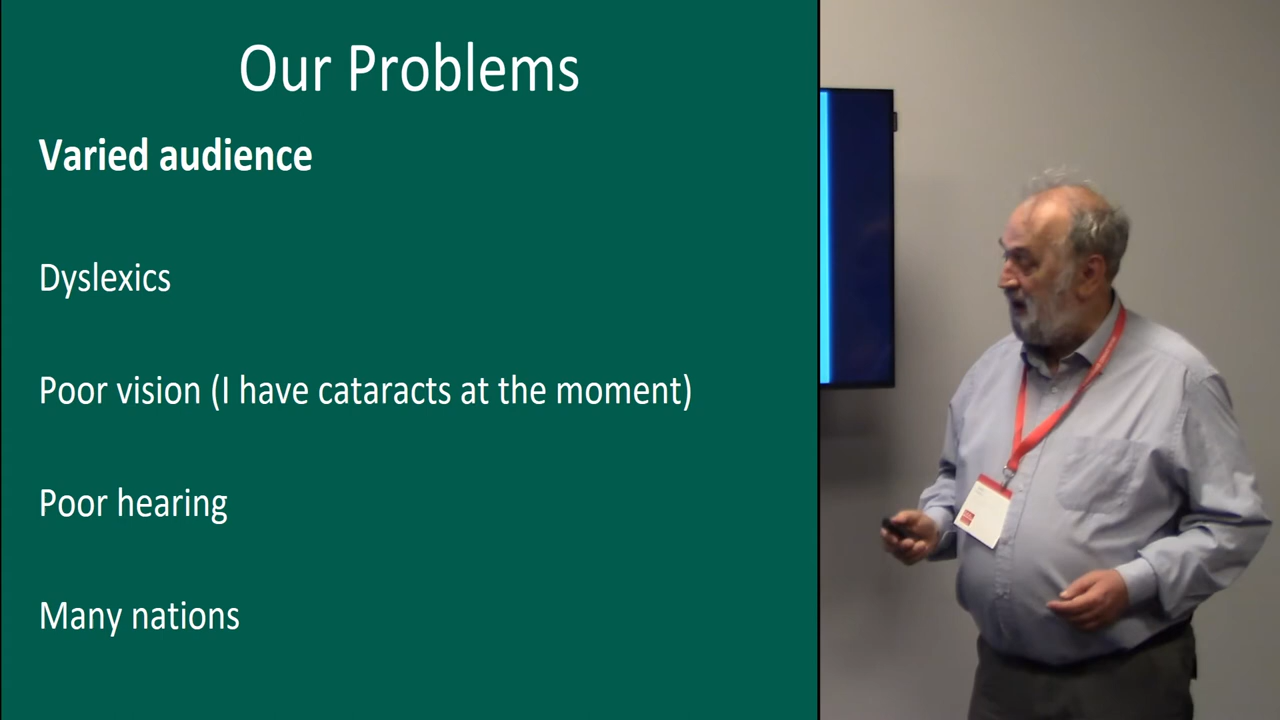 Our Problems
Varied audience
Dyslexics
Poor vision (I have cataracts at the moment)
Poor hearing
Many nations